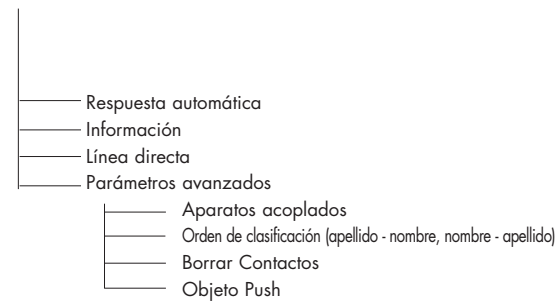 Respuesta automática
Información
Línea directa
Parámetros avanzados
Aparatos acoplados
Orden de clasificación (apellido - nombre, nombre - apellido)
Borrar Contactos
Objeto Push